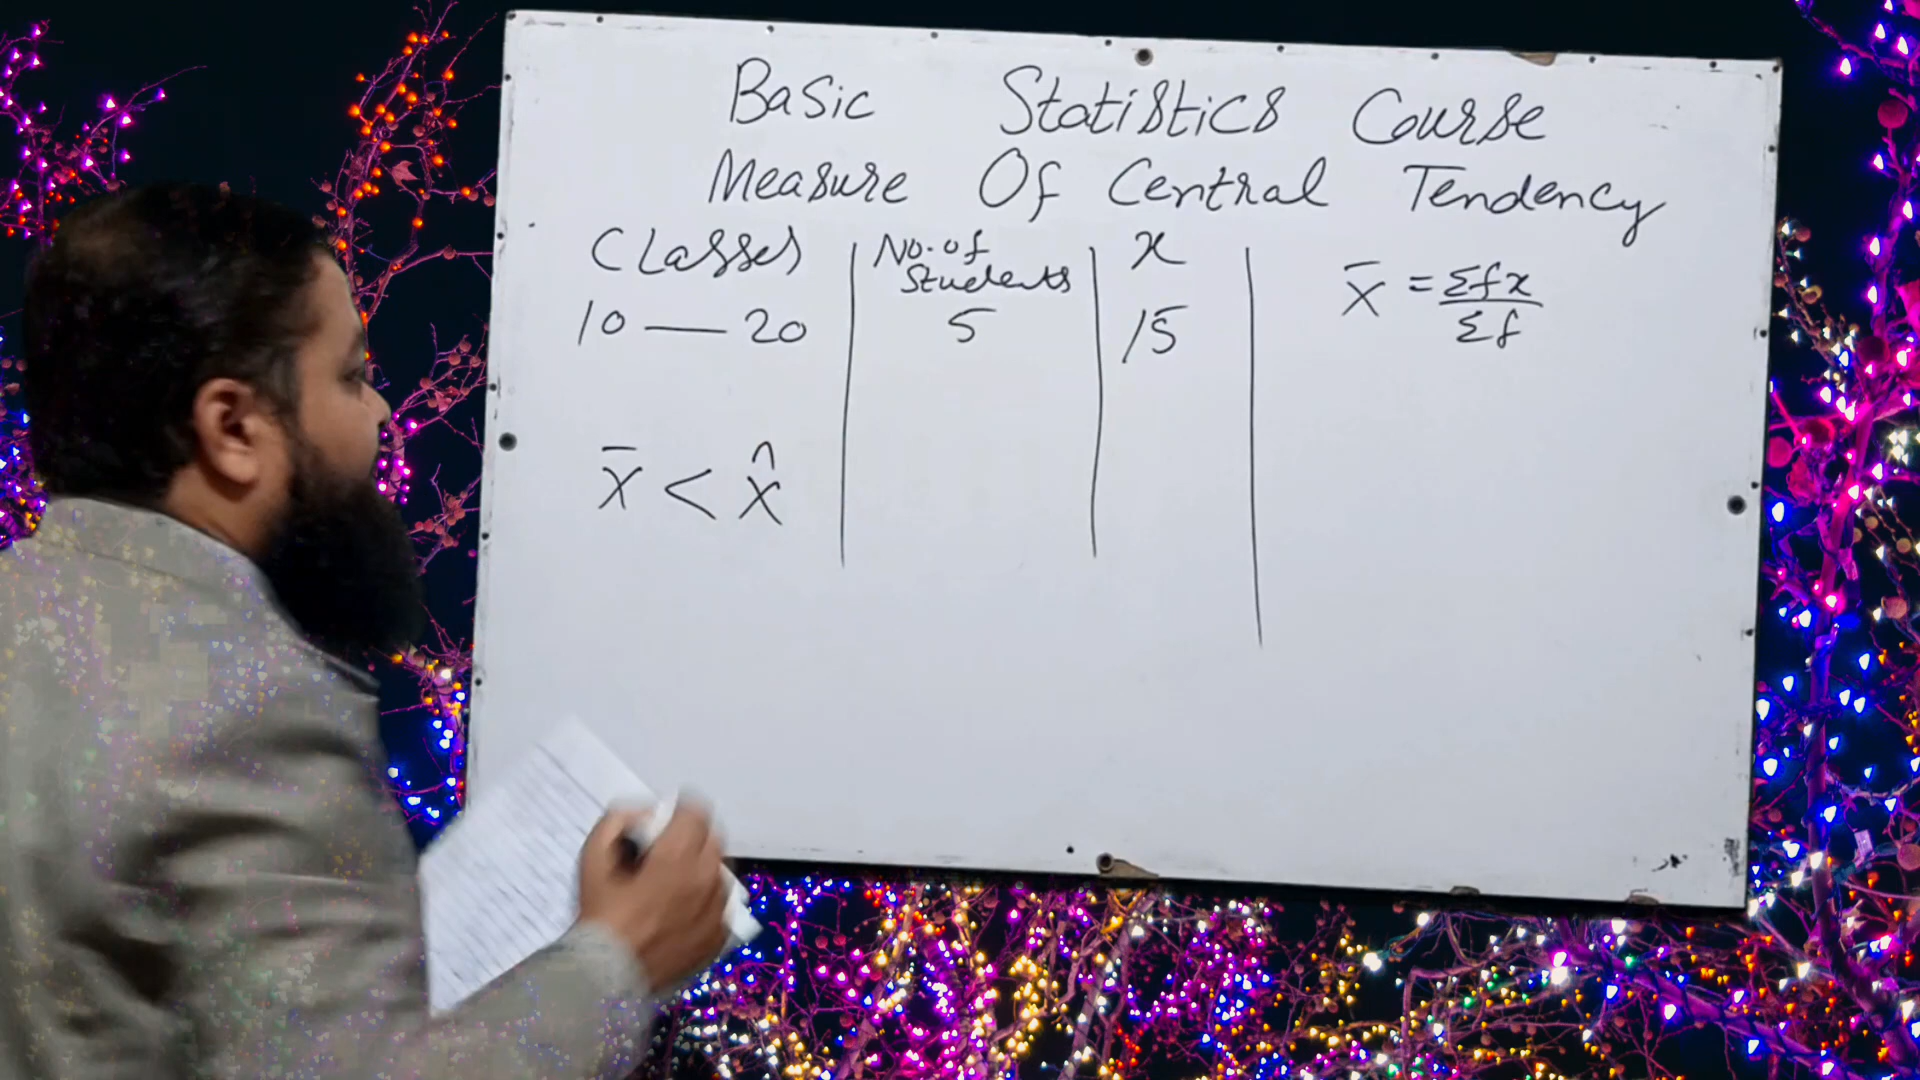 Basic Statistics Course
Measure Of Central Tendency
Classes No. of Students x
10 — 20 5 15
x̄ = Σfx / Σf
x̄ < x̂